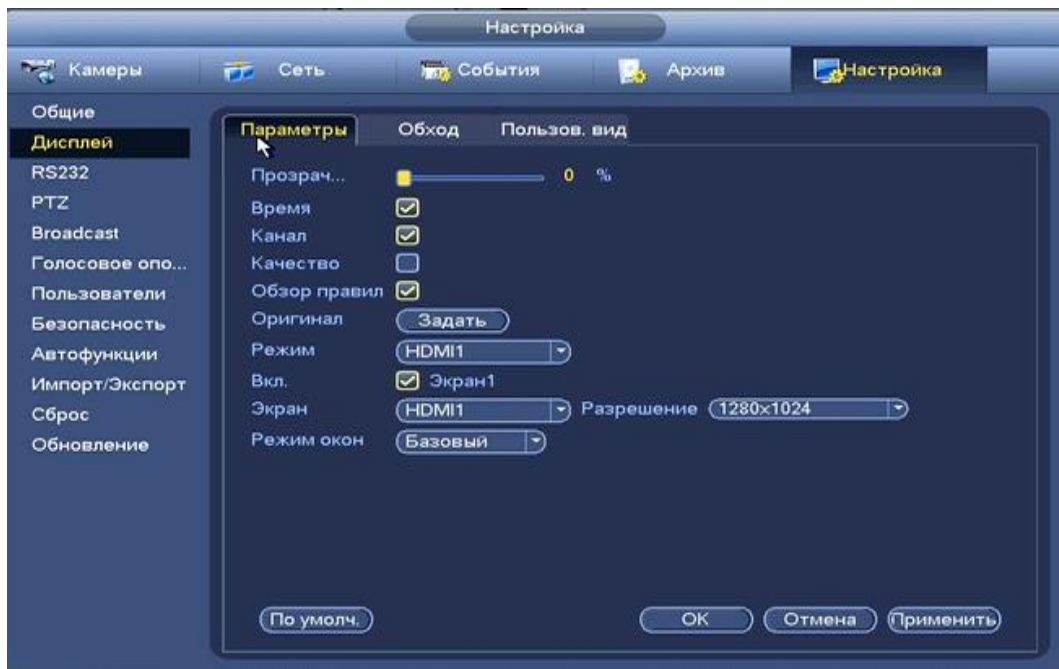 Настройка
Камеры Сеть События Архив Настройка
Общие
Дисплей
RS232
PTZ
Broadcast
Голосовое опо...
Пользователи
Безопасность
Автофункции
Импорт/Экспорт
Сброс
Обновление
Параметры Обход Пользов. вид
Прозрач... 0 %
Время
Канал
Качество
Обзор правил
Оригинал Задать
Режим HDMI1
Вкл. Экран1
Экран HDMI1 Разрешение 1280x1024
Режим окон Базовый
По умолч. OK Отмена Применить